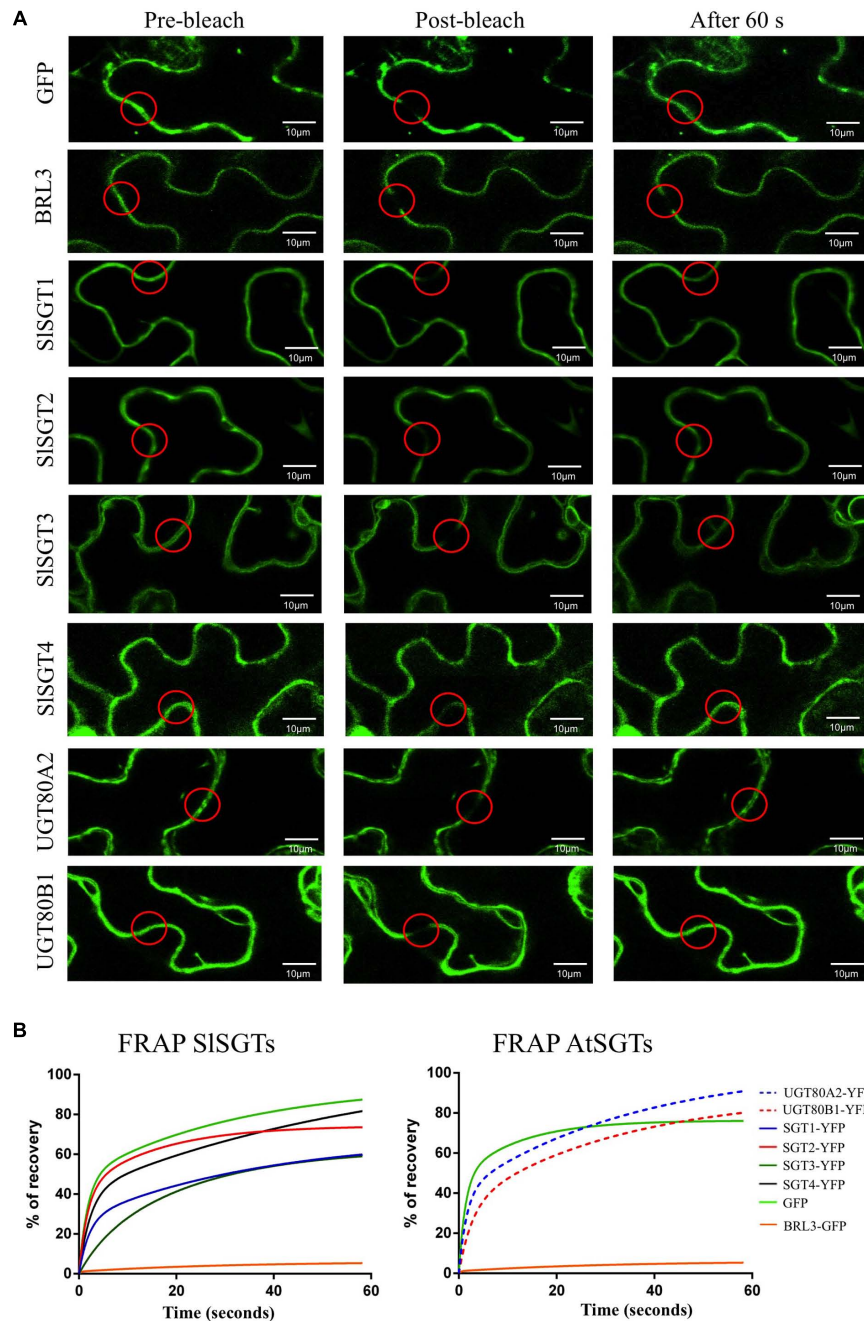 A
Pre-bleach Post-bleach After 60 s
GFP
10µm 10µm 10µm
BRL3
10µm 10µm 10µm
SlSGT1
10µm 10µm 10µm
SlSGT2
10µm 10µm 10µm
SlSGT3
10µm 10µm 10µm
SlSGT4
10µm 10µm 10µm
UGT80A2
10µm 10µm 10µm
UGT80B1
10µm 10µm 10µm
B
FRAP SlSGTs
% of recovery
100
80
60
40
20
0
0 20 40 60
Time (seconds)
FRAP AtSGTs
% of recovery
100
80
60
40
20
0
0 20 40 60
Time (seconds)
UGT80A2-YF
UGT80B1-YF
SGT1-YFP
SGT2-YFP
SGT3-YFP
SGT4-YFP
GFP
BRL3-GFP